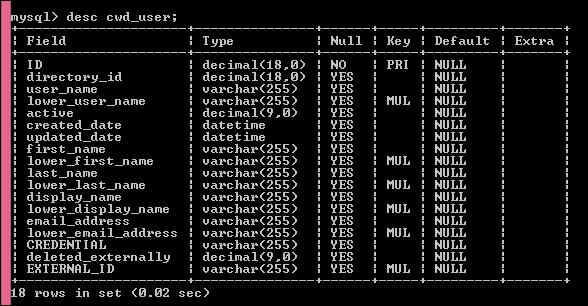 mysql> desc cwd_user;
+--------------------+---------------+------+-----+---------+-------+
| Field | Type | Null | Key | Default | Extra |
+--------------------+---------------+------+-----+---------+-------+
| ID | decimal(18,0) | NO | PRI | NULL | |
| directory_id | decimal(18,0) | YES | | NULL | |
| user_name | varchar(255) | YES | | NULL | |
| lower_user_name | varchar(255) | YES | MUL | NULL | |
| active | decimal(9,0) | YES | | NULL | |
| created_date | datetime | YES | | NULL | |
| updated_date | datetime | YES | | NULL | |
| first_name | varchar(255) | YES | | NULL | |
| lower_first_name | varchar(255) | YES | MUL | NULL | |
| last_name | varchar(255) | YES | | NULL | |
| lower_last_name | varchar(255) | YES | MUL | NULL | |
| display_name | varchar(255) | YES | | NULL | |
| lower_display_name | varchar(255) | YES | MUL | NULL | |
| email_address | varchar(255) | YES | | NULL | |
| lower_email_address | varchar(255) | YES | MUL | NULL | |
| CREDENTIAL | varchar(255) | YES | | NULL | |
| deleted_externally | decimal(9,0) | YES | | NULL | |
| EXTERNAL_ID | varchar(255) | YES | MUL | NULL | |
+--------------------+---------------+------+-----+---------+-------+
18 rows in set (0.02 sec)